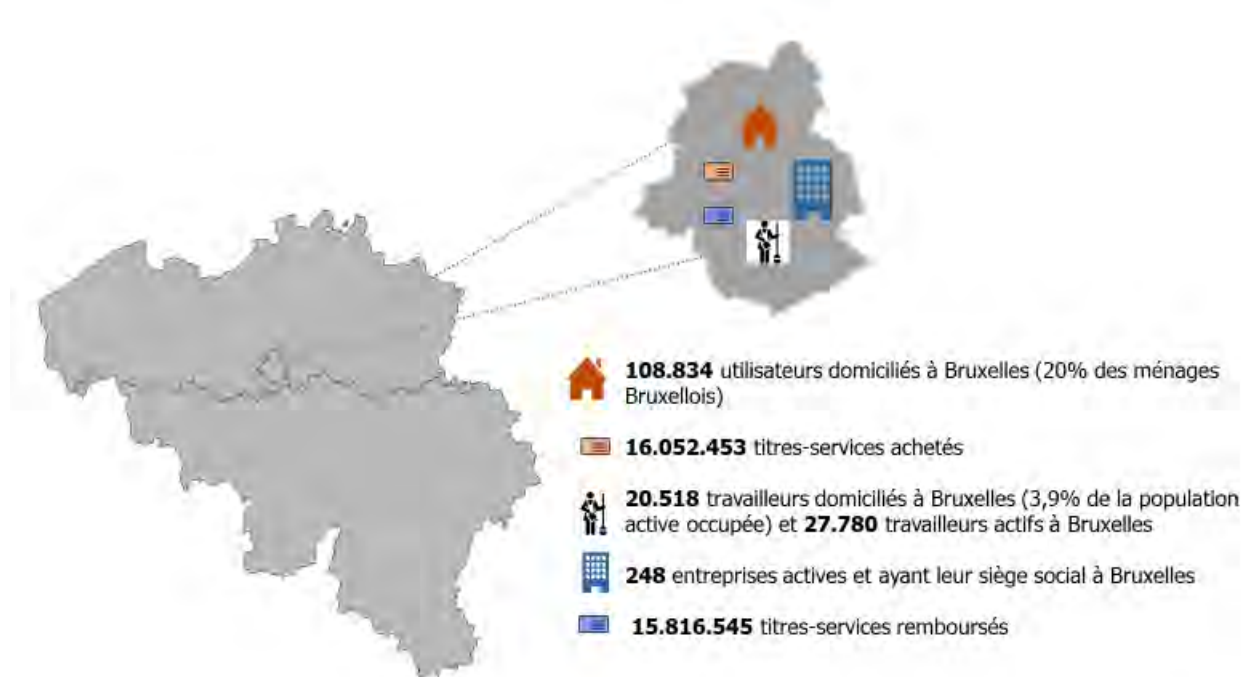 108.834 utilisateurs domiciliés à Bruxelles (20% des ménages
Bruxellois)
16.052.453 titres-services achetés
20.518 travailleurs domiciliés à Bruxelles (3,9% de la population
active occupée) et 27.780 travailleurs actifs à Bruxelles
248 entreprises actives et ayant leur siège social à Bruxelles
15.816.545 titres-services remboursés